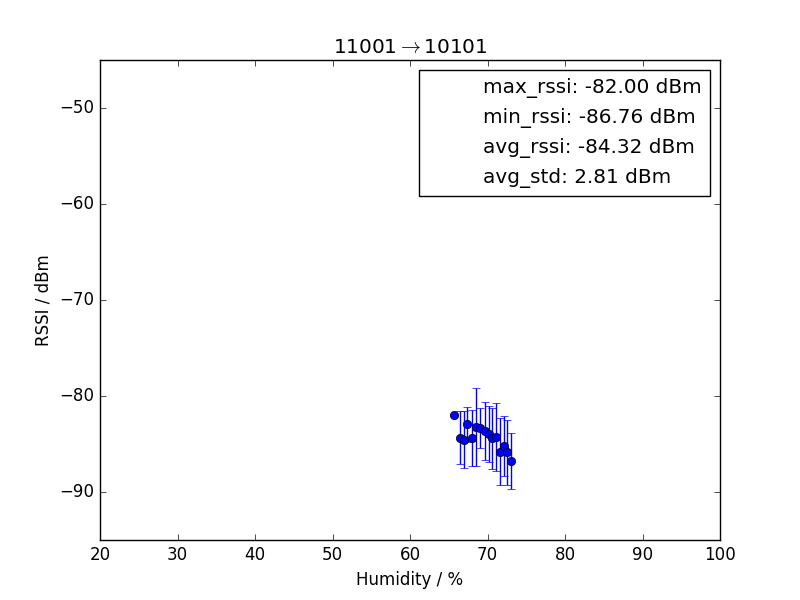 11001→10101
max_rssi: -82.00 dBm
min_rssi: -86.76 dBm
avg_rssi: -84.32 dBm
avg_std: 2.81 dBm
−50
−60
−70
−80
−90
RSSI / dBm
20 30 40 50 60 70 80 90 100
Humidity / %